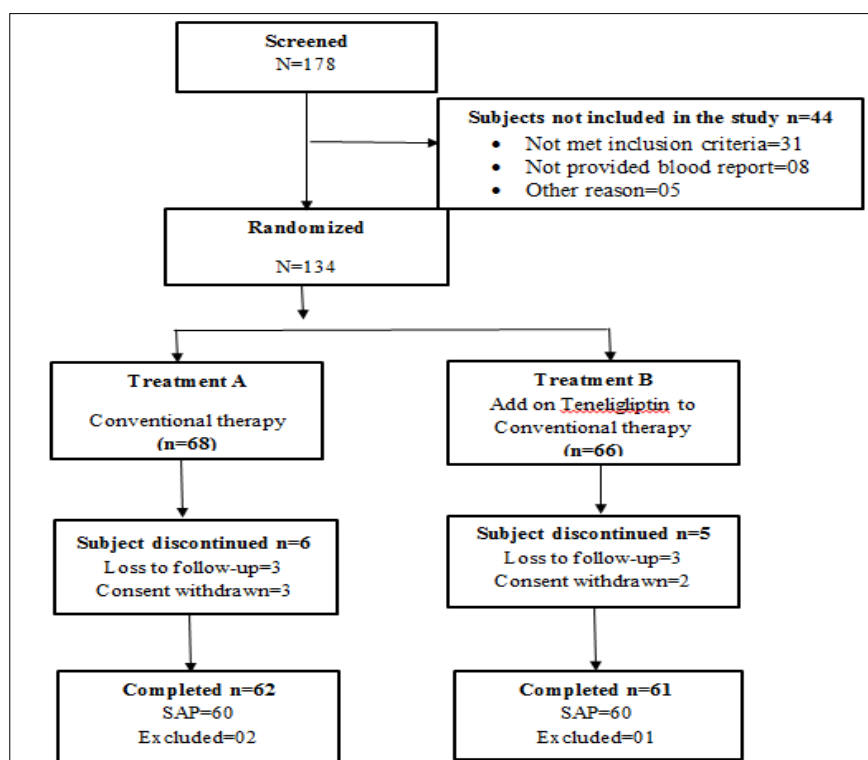 Screened
N=178
Subjects not included in the study n=44
• Not met inclusion criteria=31
• Not provided blood report=08
• Other reason=05
Randomized
N=134
Treatment A
Conventional therapy
(n=68)
Treatment B
Add on Teneligliptin to
Conventional therapy
(n=66)
Subject discontinued n=6
Loss to follow-up=3
Consent withdrawn=3
Subject discontinued n=5
Loss to follow-up=3
Consent withdrawn=2
Completed n=62
SAP=60
Excluded=02
Completed n=61
SAP=60
Excluded=01